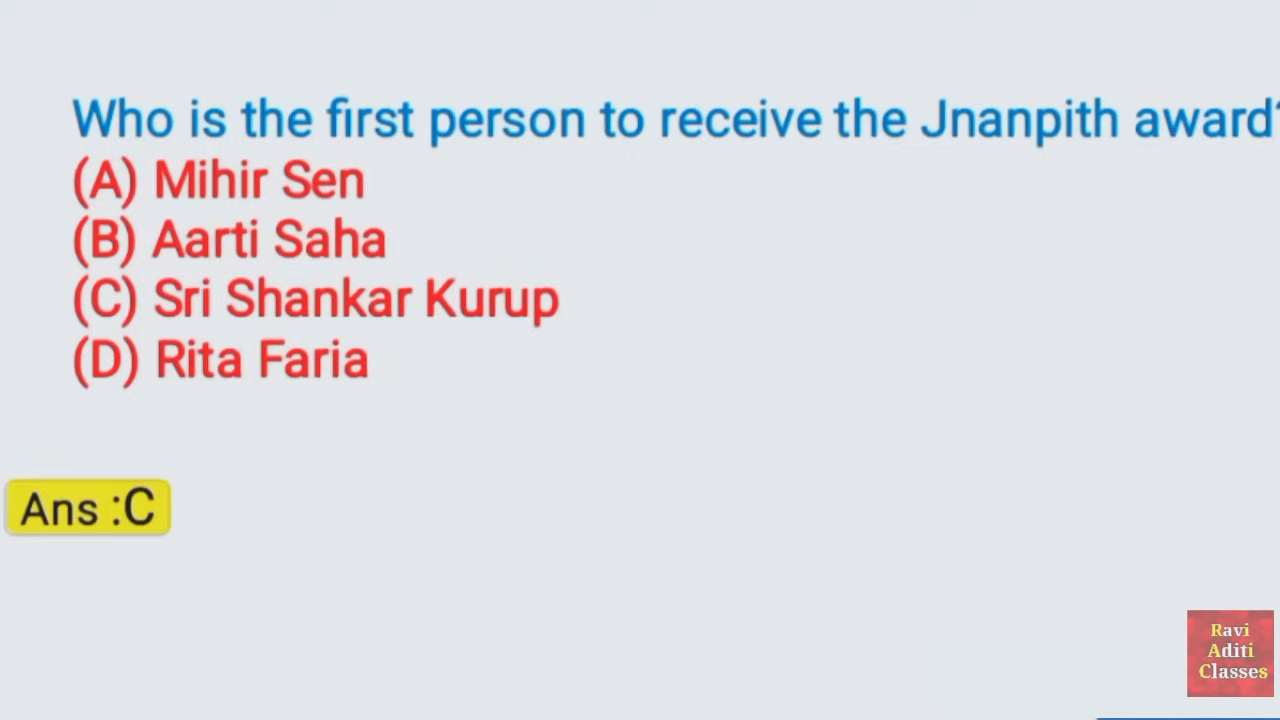 Who is the first person to receive the Jnanpith award?
(A) Mihir Sen
(B) Aarti Saha
(C) Sri Shankar Kurup
(D) Rita Faria
Ans :C
Ravi
Aditi
Classes